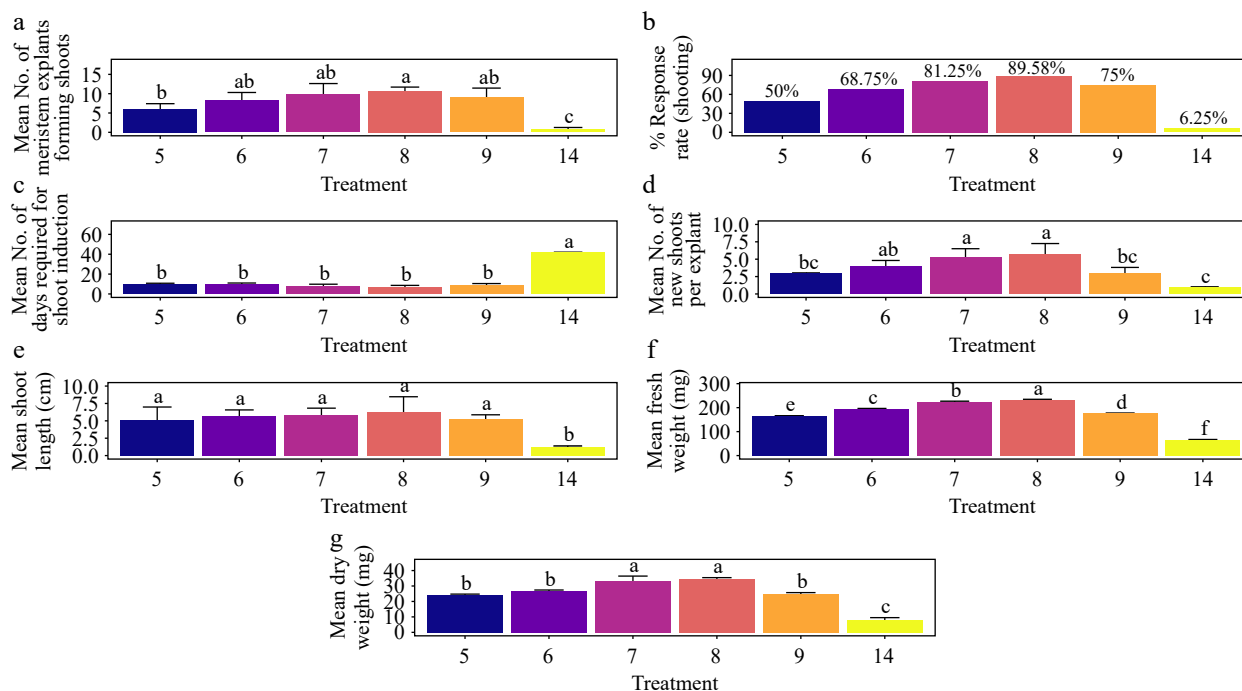 a
Mean No. of
meristem explants
forming shoots
15
10
5
0
b
ab
ab
a
ab
c
5 6 7 8 9 14
Treatment
b
% Response
rate (shooting)
90
60
30
0
50%
68.75%
81.25%
89.58%
75%
6.25%
5 6 7 8 9 14
Treatment
c
Mean No. of
days required for
shoot induction
60
40
20
0
b
b
b
b
b
a
5 6 7 8 9 14
Treatment
d
Mean No. of
new shoots
per explant
10.0
7.5
5.0
2.5
0.0
bc
ab
a
a
bc
c
5 6 7 8 9 14
Treatment
e
Mean shoot
length (cm)
10.0
7.5
5.0
2.5
0.0
a
a
a
a
a
b
5 6 7 8 9 14
Treatment
f
Mean fresh
weight (mg)
300
200
100
0
e
c
b
a
d
f
5 6 7 8 9 14
Treatment
g
Mean dry
weight (mg)
40
30
20
10
0
b
b
a
a
b
c
5 6 7 8 9 14
Treatment